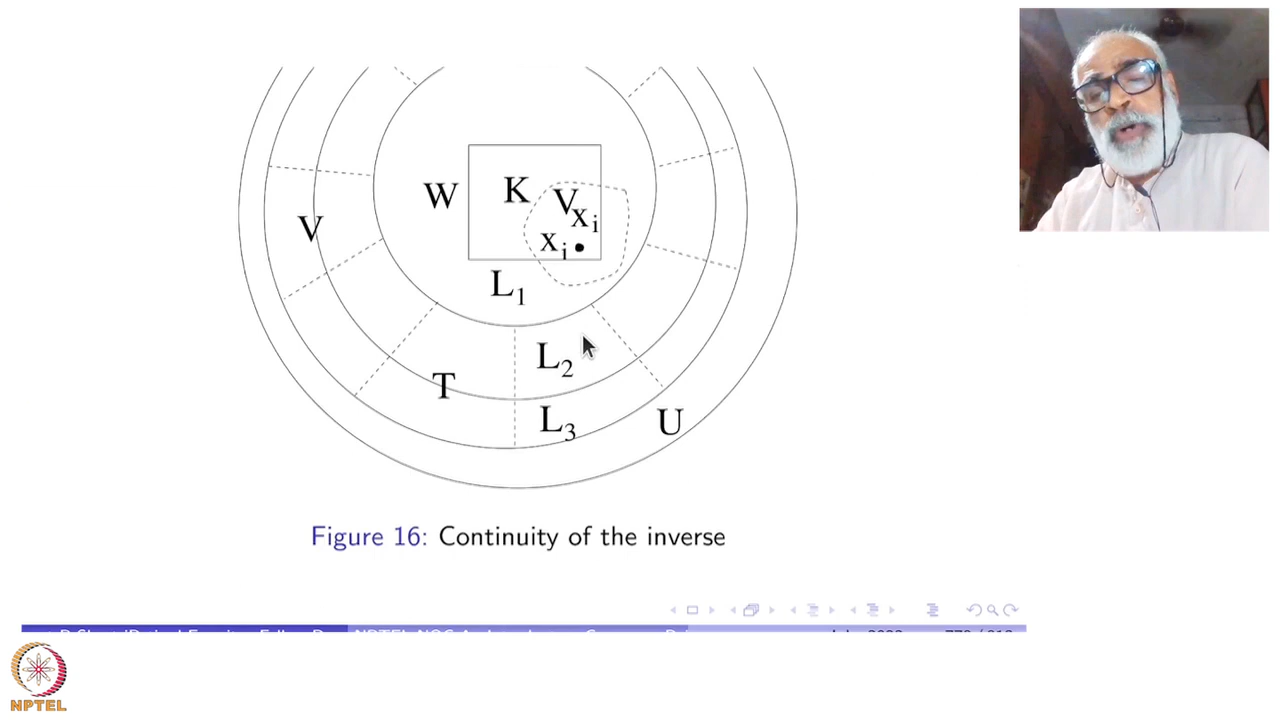 W K V x i
V x i
L 1
L 2
T
L 3 U
Figure 16: Continuity of the inverse
NPTEL